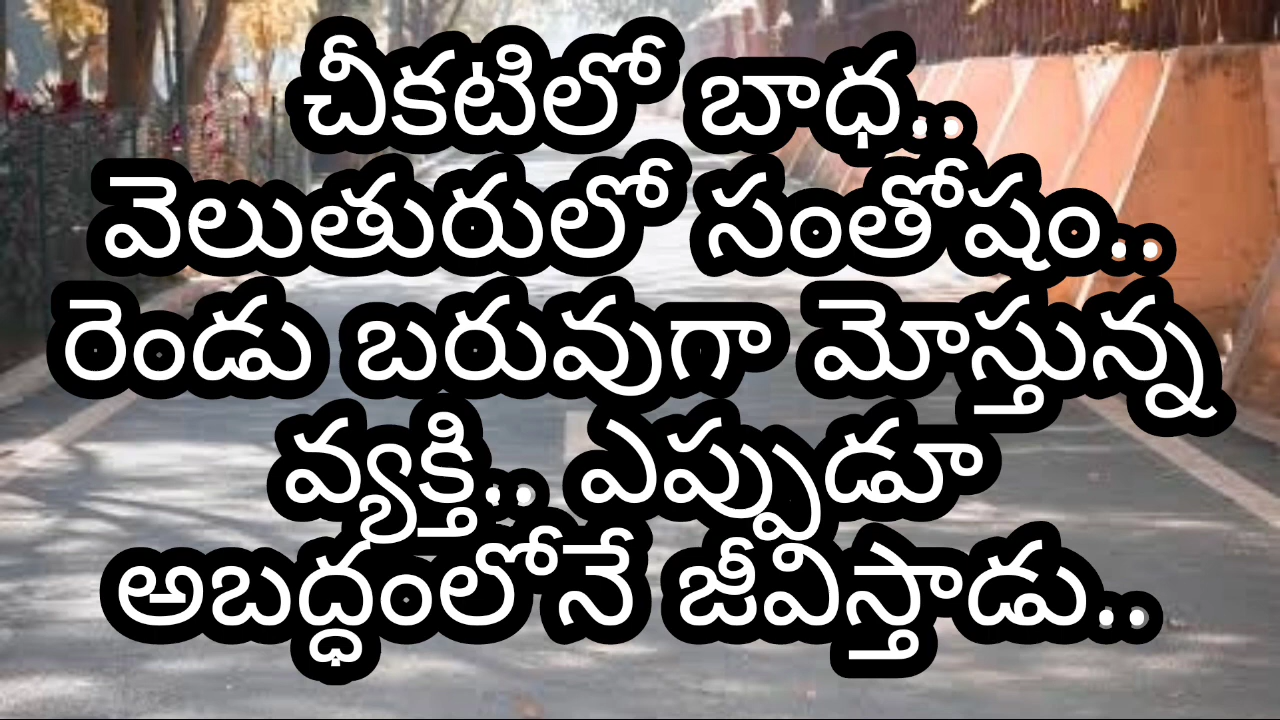 చీకటిలో బాధ..
వెలుతురులో సంతోషం..
రెండు బరువుగా మోస్తున్న
వ్యక్తి.. ఎప్పుడూ
అబద్ధంలోనే జీవిస్తాడు..